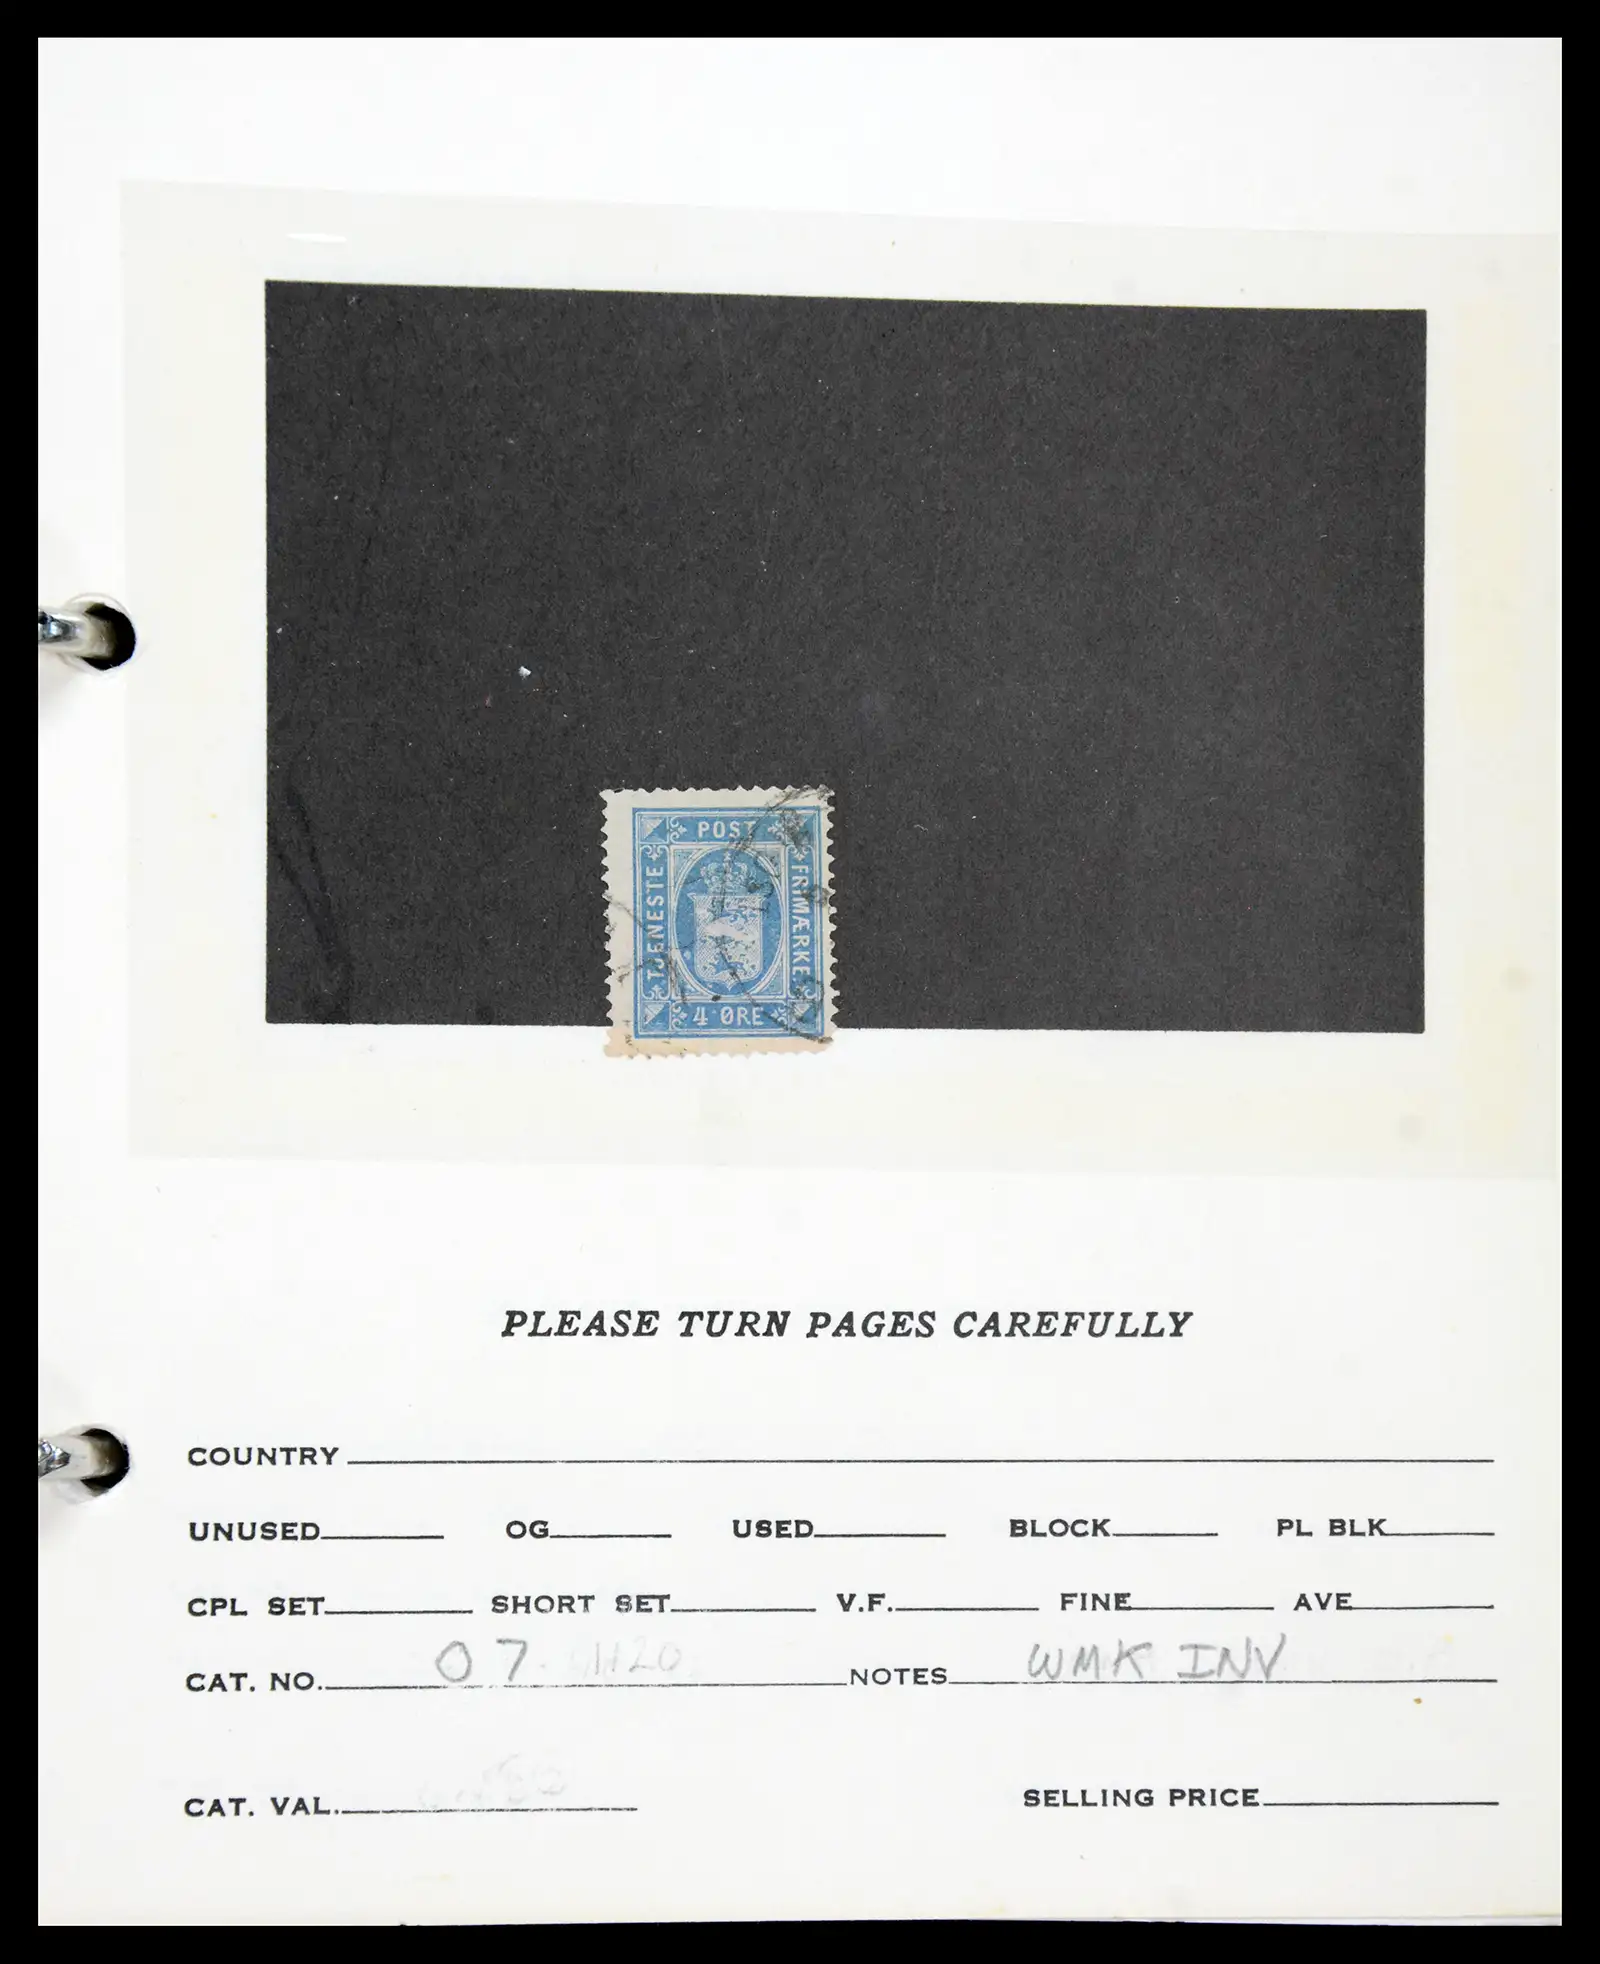 POST
TJENESTE
FRIMÆRKE
4 ØRE
PLEASE TURN PAGES CAREFULLY
COUNTRY
UNUSED OG USED BLOCK PL BLK
CPL SET SHORT SET V.F. FINE AVE
CAT. NO. O 7 NOTES WMK INV
CAT. VAL. SELLING PRICE